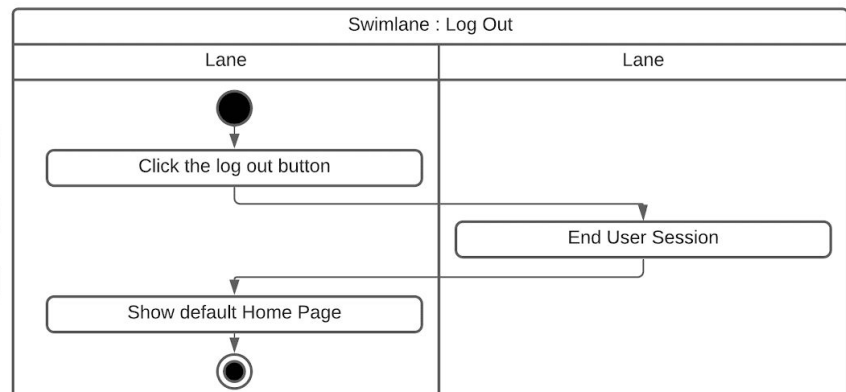 Swimlane : Log Out
Lane
Lane
Click the log out button
End User Session
Show default Home Page